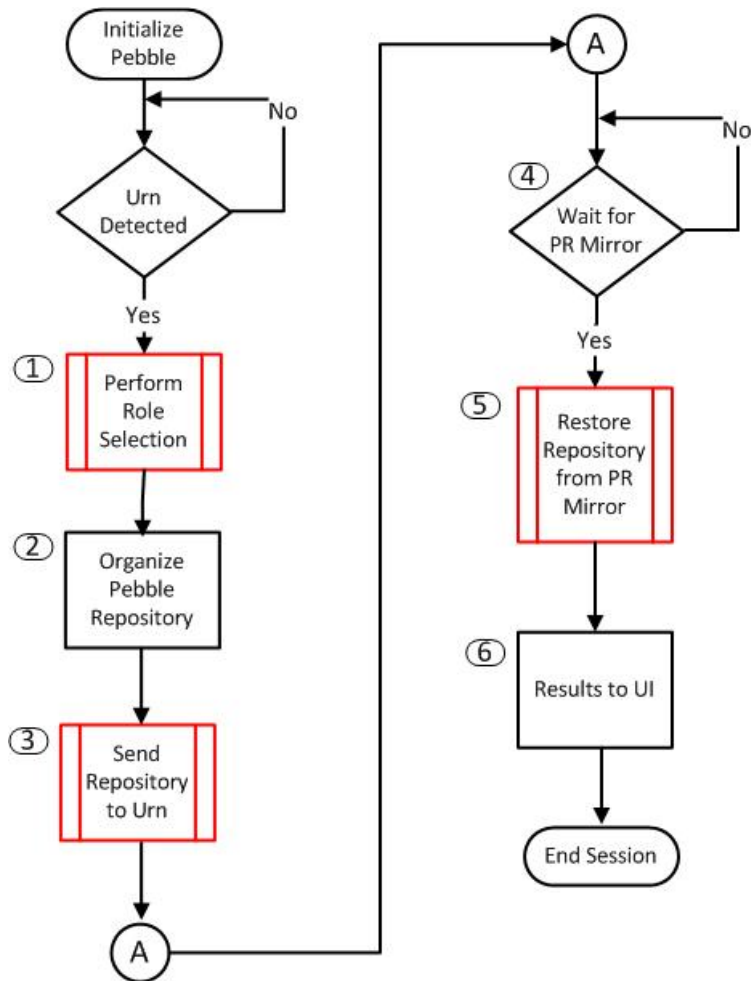 Initialize
Pebble
No
Urn
Detected
Yes
1
Perform
Role
Selection
2
Organize
Pebble
Repository
3
Send
Repository
to Urn
A
A
No
4
Wait for
PR Mirror
Yes
5
Restore
Repository
from PR
Mirror
6
Results to UI
End Session